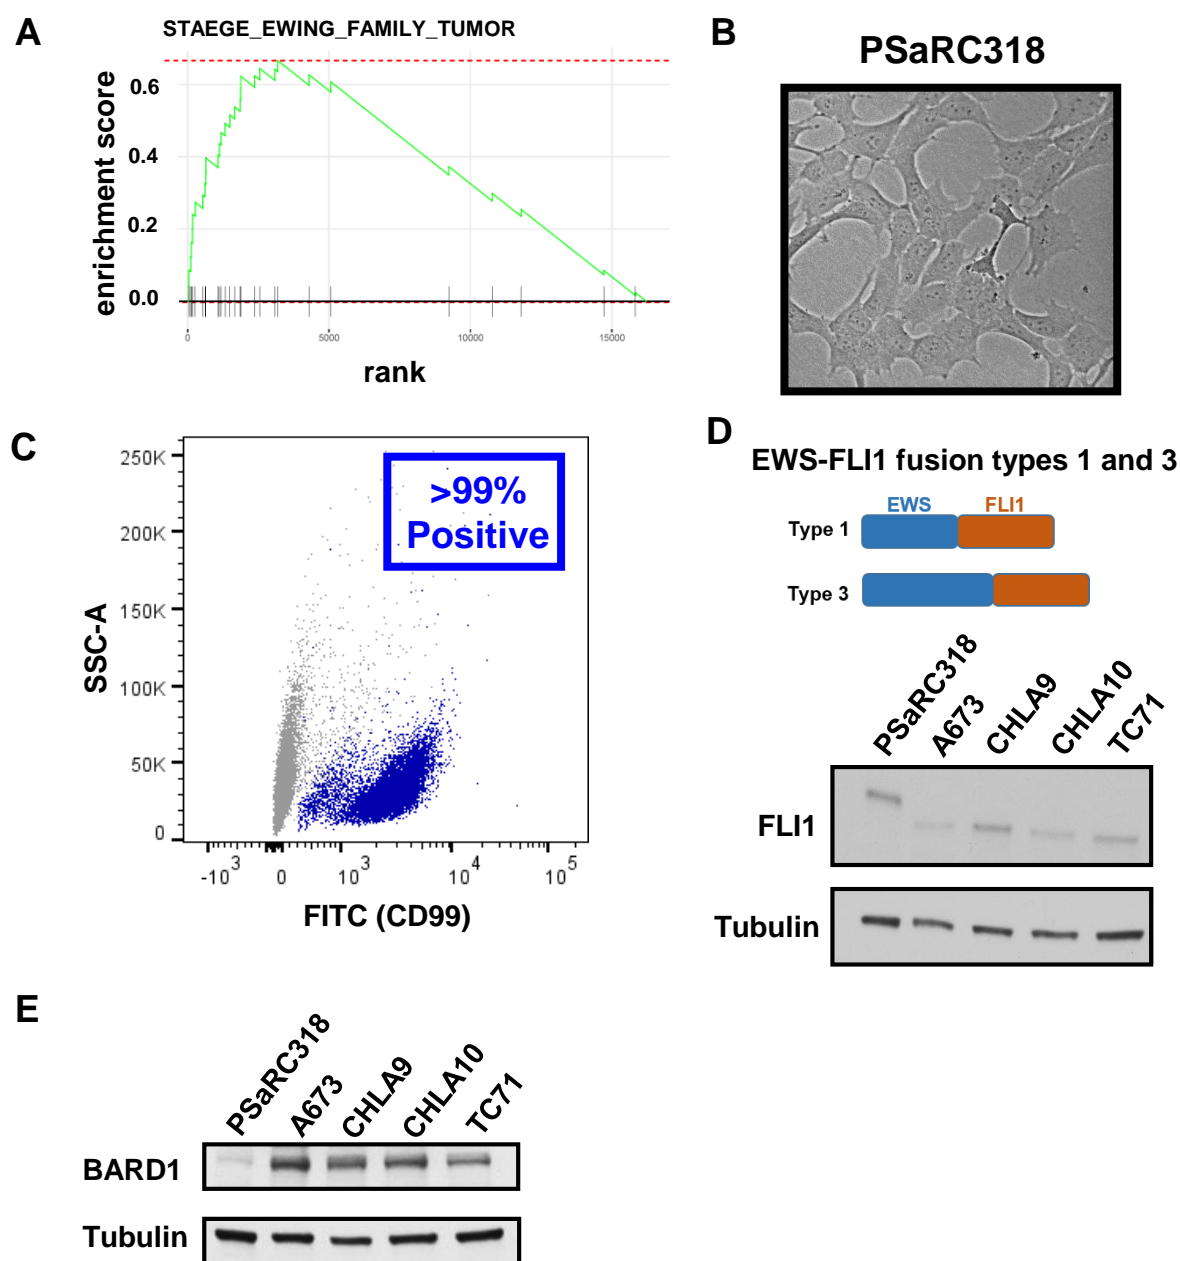 A
STAEGE_EWING_FAMILY_TUMOR
enrichment score
0.6
0.4
0.2
0.0
0
5000
10000
15000
rank
B
PSaRC318
C
>99%
Positive
SSC-A
250K
200K
150K
100K
50K
0
-10 3
0
10 3
10 4
10 5
FITC (CD99)
D
EWS-FLI1 fusion types 1 and 3
EWS FLI1
Type 1
Type 3
PSaRC318
A673
CHLA9
CHLA10
TC71
FLI1
Tubulin
E
PSaRC318
A673
CHLA9
CHLA10
TC71
BARD1
Tubulin